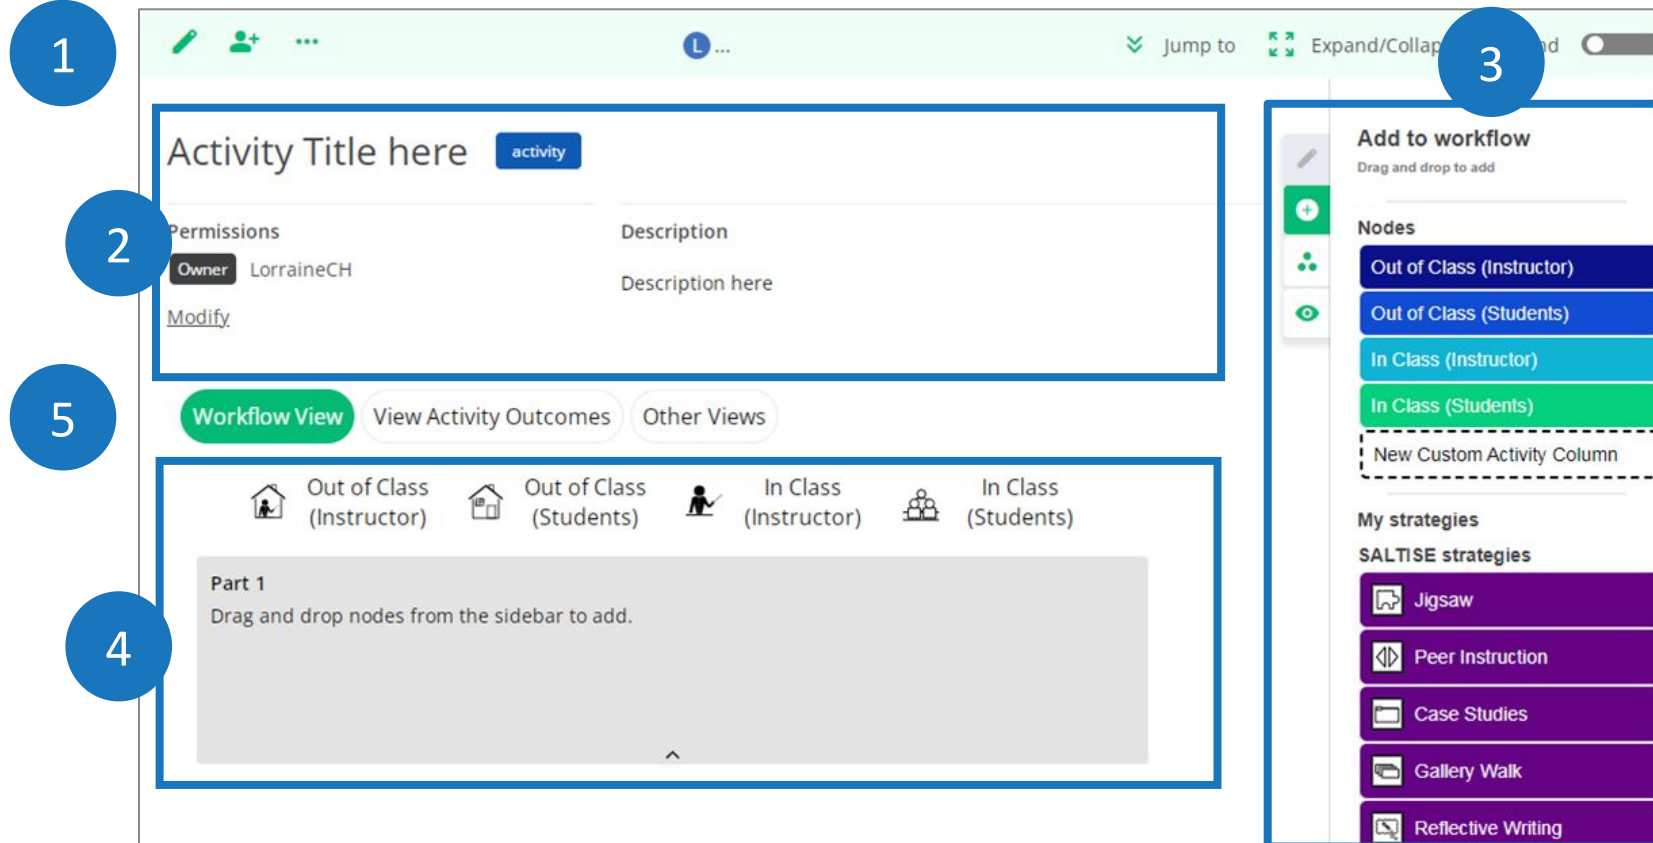 1
L ...
Jump to
Expand/Collap
3
Activity Title here
activity
2
Permissions
Owner LorraineCH
Modify
Description
Description here
5
Workflow View
View Activity Outcomes
Other Views
Out of Class
(Instructor)
Out of Class
(Students)
In Class
(Instructor)
In Class
(Students)
4
Part 1
Drag and drop nodes from the sidebar to add.
Add to workflow
Drag and drop to add
Nodes
Out of Class (Instructor)
Out of Class (Students)
In Class (Instructor)
In Class (Students)
New Custom Activity Column
My strategies
SALTISE strategies
Jigsaw
Peer Instruction
Case Studies
Gallery Walk
Reflective Writing